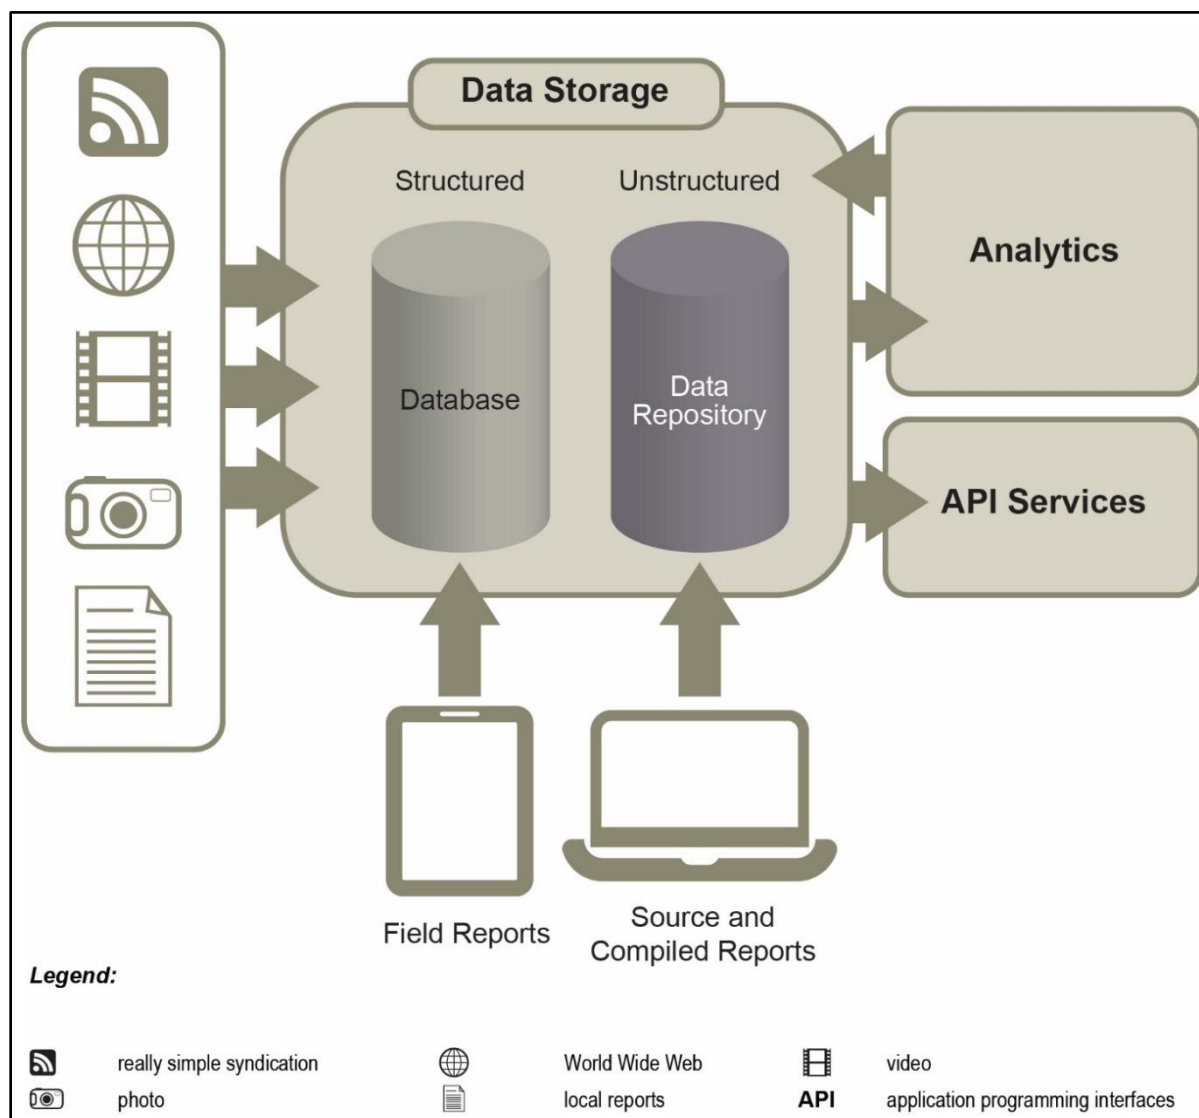 Data Storage
Structured
Unstructured
Database
Data
Repository
Analytics
API Services
Field Reports
Source and
Compiled Reports
Legend:
really simple syndication
World Wide Web
video
photo
local reports
API
application programming interfaces